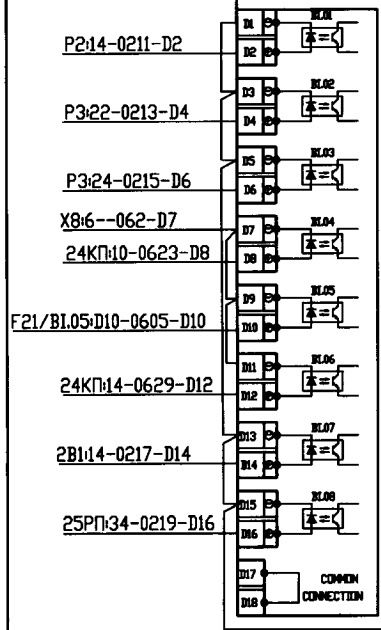 D1 BI.01
P2:14-0211-D2 D2
D3 BI.02
P3:22-0213-D4 D4
D5 BI.03
P3:24-0215-D6 D6
X8:6--062-D7 D7 BI.04
24КП:10-0623-D8 D8
D9 BI.05
F21/BI.05:D10-0605-D10 D10
D11 BI.06
24КП:14-0629-D12 D12
D13 BI.07
2В1:14-0217-D14 D14
D15 BI.08
25РП:34-0219-D16 D16
D17 COMMON
D18 CONNECTION